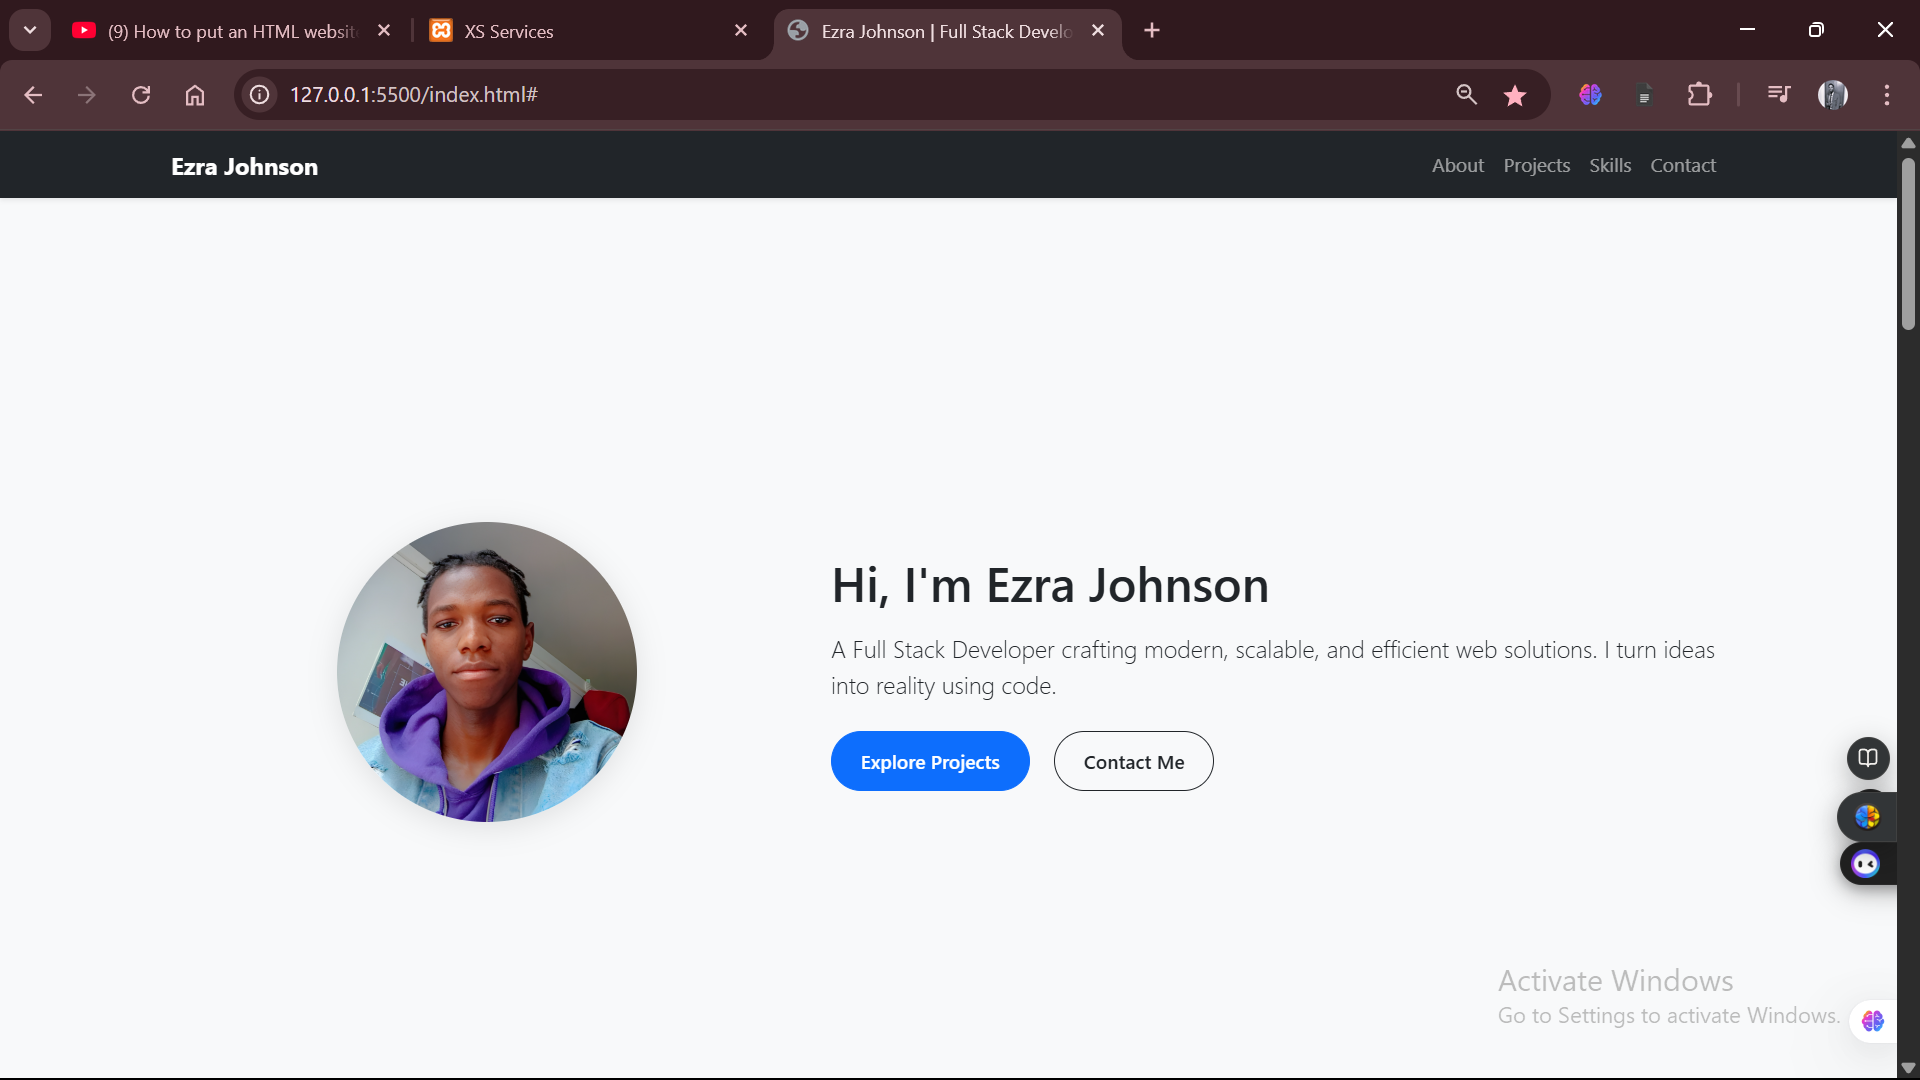 (9) How to put an HTML websit
XS Services
Ezra Johnson | Full Stack Develo
127.0.0.1:5500/index.html#
Ezra Johnson
About Projects Skills Contact
Hi, I'm Ezra Johnson
A Full Stack Developer crafting modern, scalable, and efficient web solutions. I turn ideas
into reality using code.
Explore Projects
Contact Me
Activate Windows
Go to Settings to activate Windows.